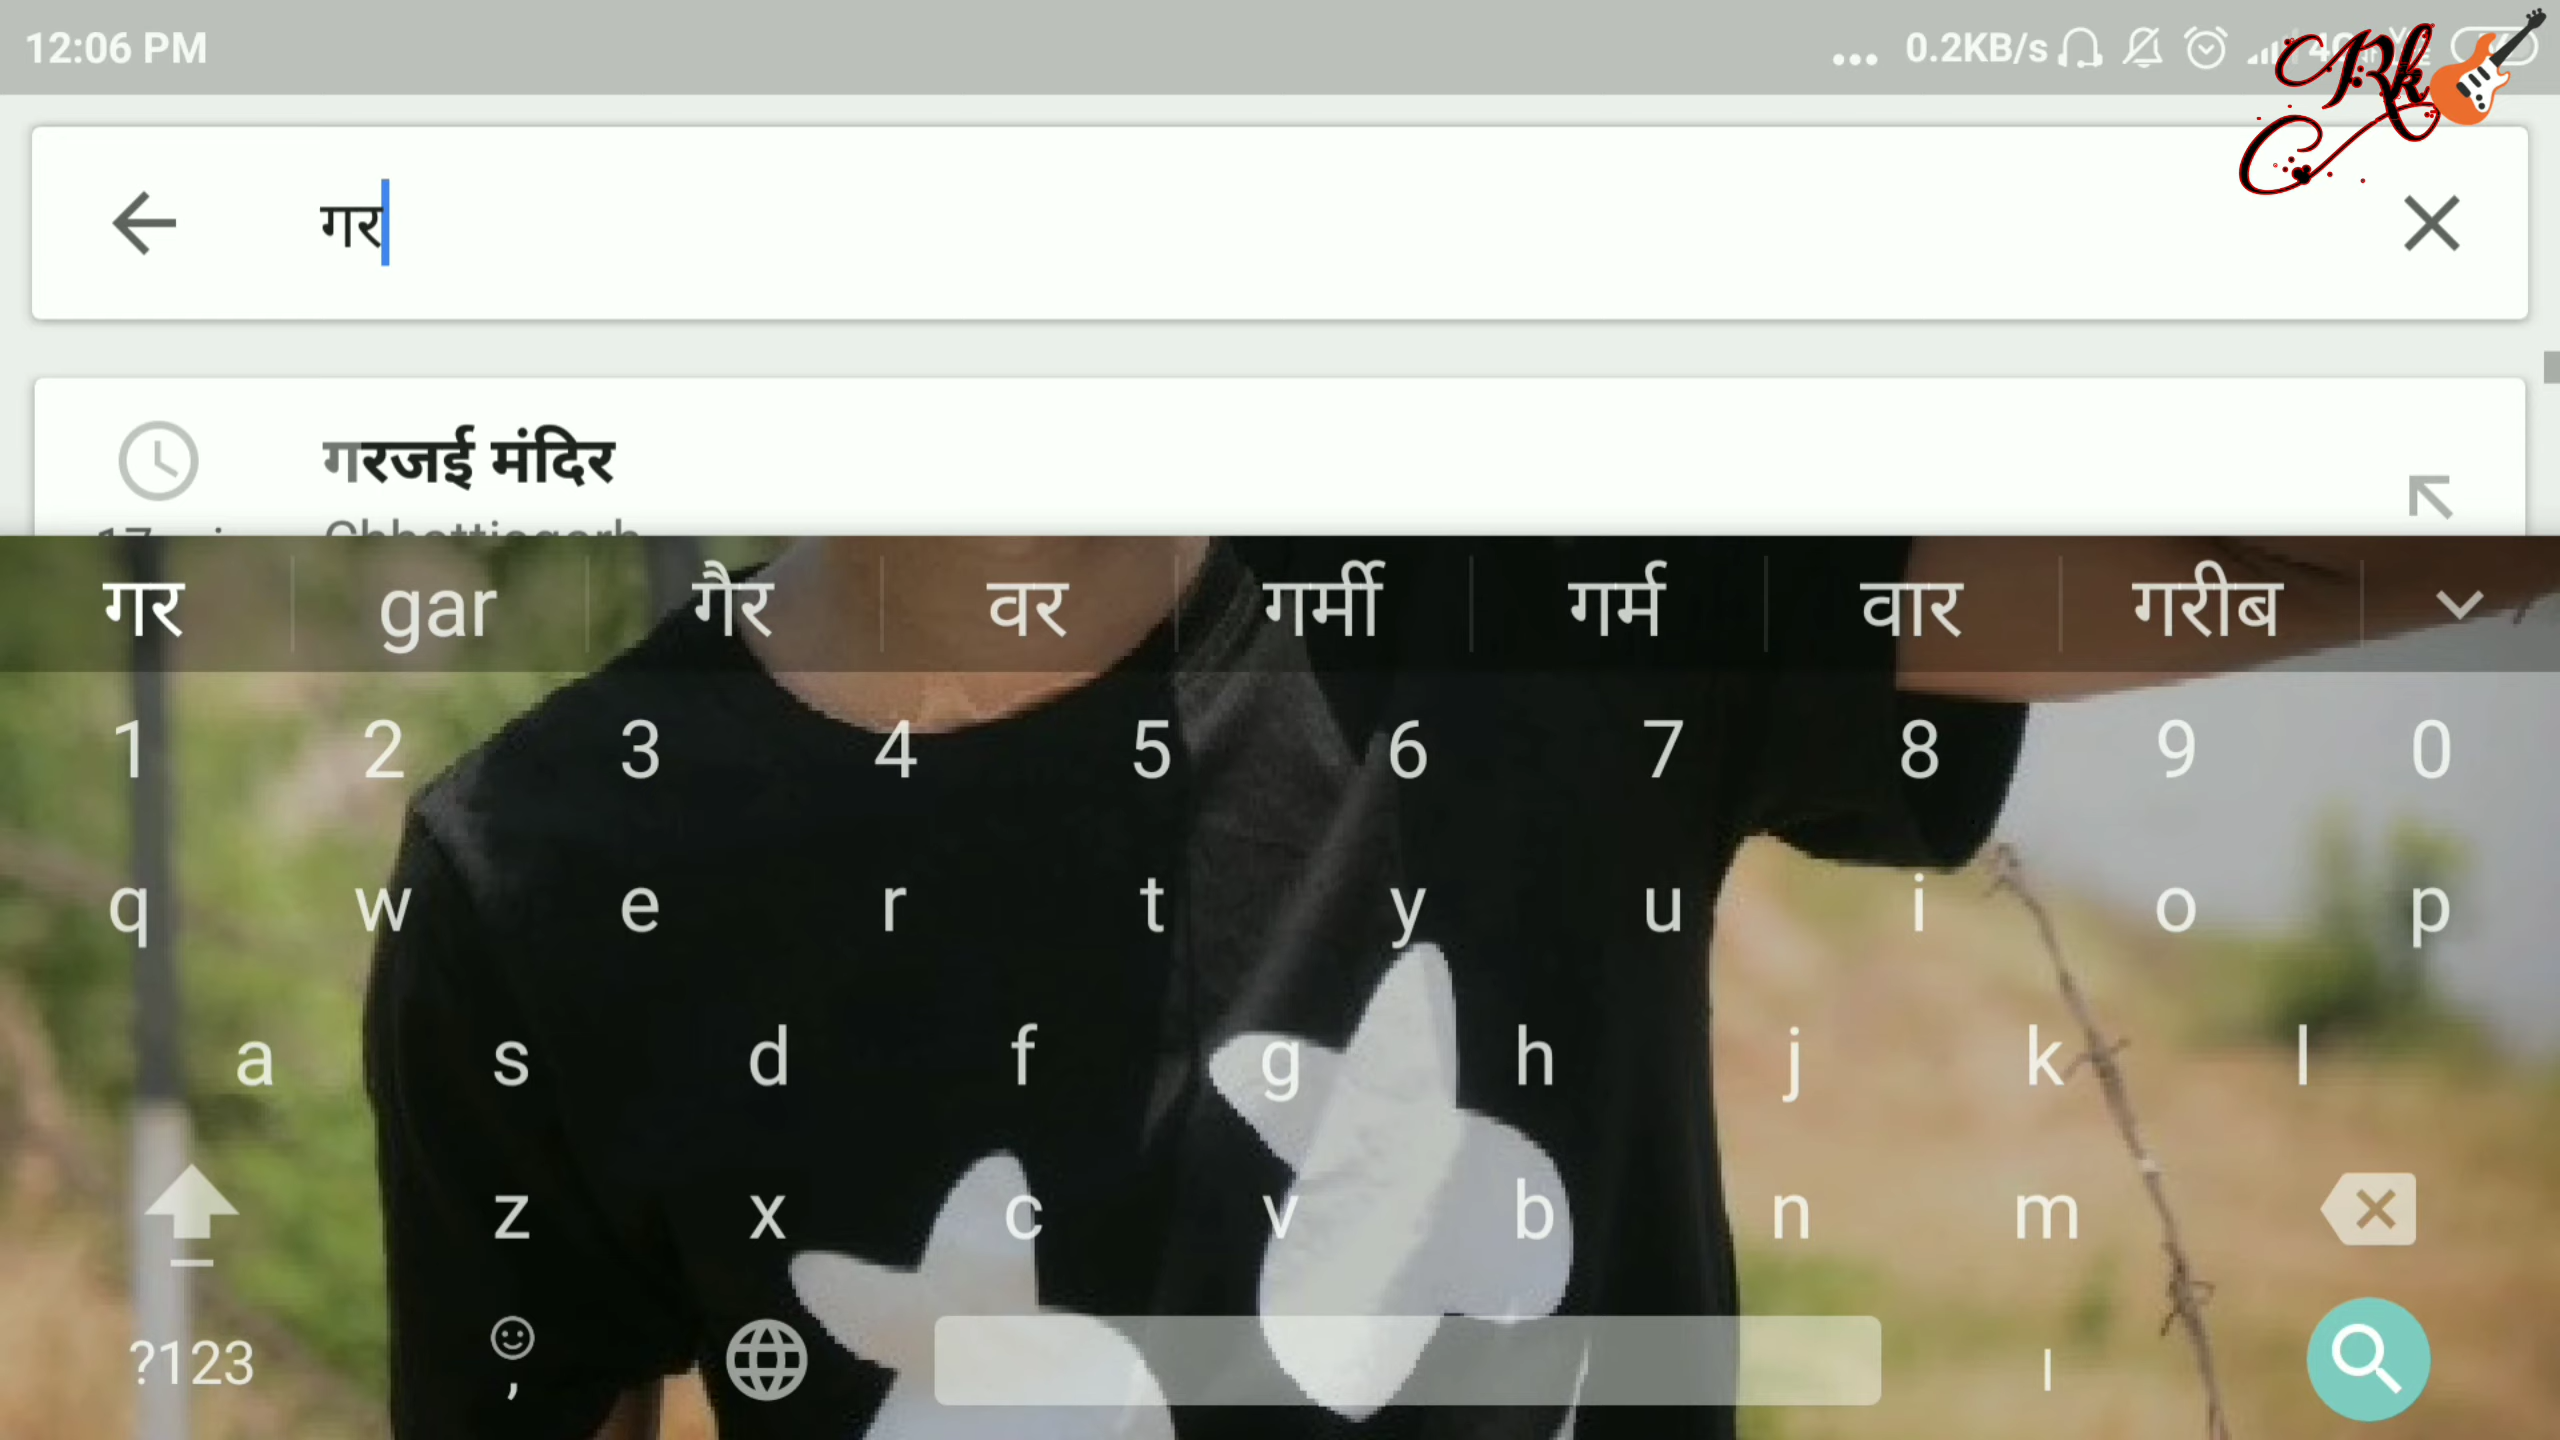 12:06 PM ... 0.2KB/s
Rk
गर
गरजई मंदिर
गर gar गैर वर गर्मी गर्म वार गरीब
1 2 3 4 5 6 7 8 9 0
q w e r t y u i o p
a s d f g h j k l
z x c v b n m
?123 , |